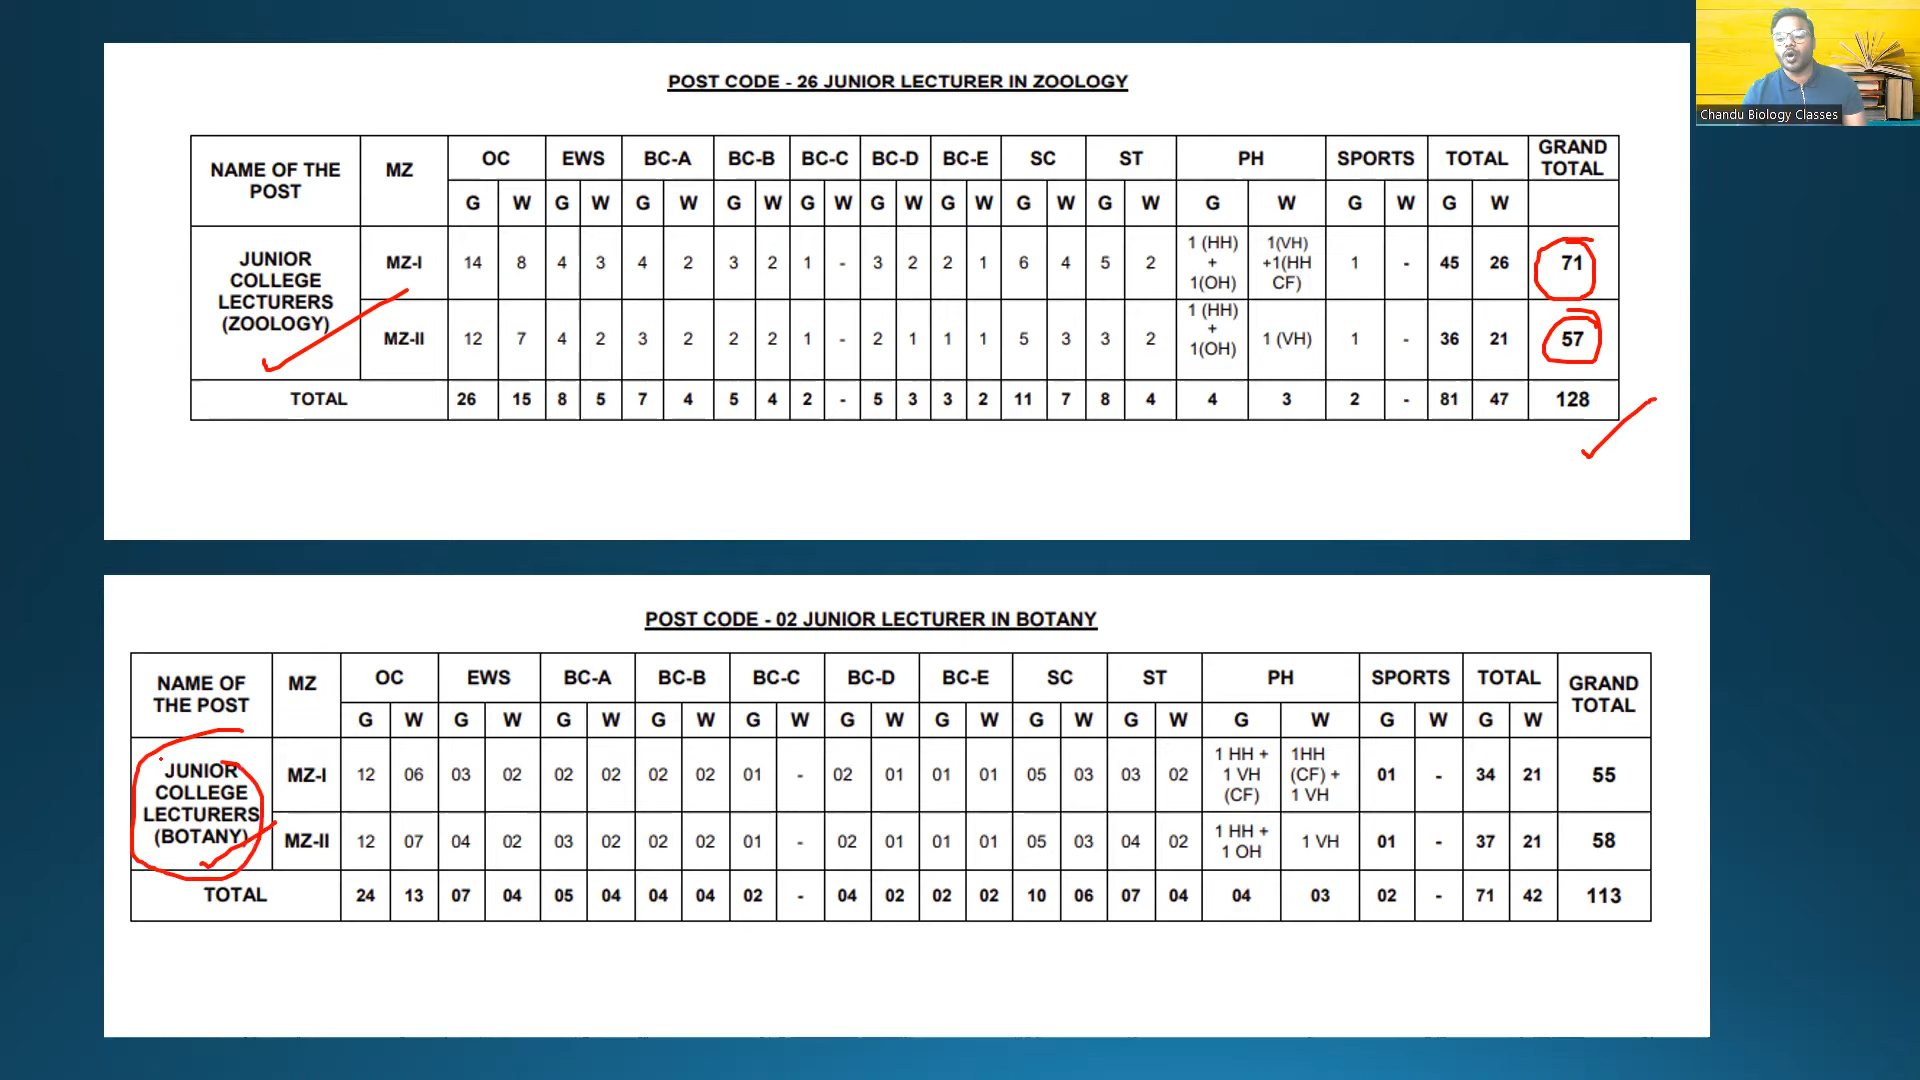 Chandu Biology Classes
POST CODE - 26 JUNIOR LECTURER IN ZOOLOGY
NAME OF THE POST MZ OC EWS BC-A BC-B BC-C BC-D BC-E SC ST PH SPORTS TOTAL GRAND TOTAL
G W G W G W G W G W G W G W G W G W G W G W G W
JUNIOR COLLEGE LECTURERS (ZOOLOGY)
MZ-I 14 8 4 3 4 2 3 2 1 - 3 2 2 1 6 4 5 2 1 (HH) + 1(OH) 1(VH) +1(HH CF) 1 - 45 26 71
MZ-II 12 7 4 2 3 2 2 2 1 - 2 1 1 1 5 3 3 2 1 (HH) + 1(OH) 1 (VH) 1 - 36 21 57
TOTAL 26 15 8 5 7 4 5 4 2 - 5 3 3 2 11 7 8 4 4 3 2 - 81 47 128
POST CODE - 02 JUNIOR LECTURER IN BOTANY
NAME OF THE POST MZ OC EWS BC-A BC-B BC-C BC-D BC-E SC ST PH SPORTS TOTAL GRAND TOTAL
G W G W G W G W G W G W G W G W G W G W G W G W
JUNIOR COLLEGE LECTURERS (BOTANY)
MZ-I 12 06 03 02 02 02 02 02 01 - 02 01 01 01 05 03 03 02 1 HH + 1 VH (CF) 1HH (CF) + 1 VH 01 - 34 21 55
MZ-II 12 07 04 02 03 02 02 02 01 - 02 01 01 01 05 03 04 02 1 HH + 1 OH 1 VH 01 - 37 21 58
TOTAL 24 13 07 04 05 04 04 04 02 - 04 02 02 02 10 06 07 04 04 03 02 - 71 42 113